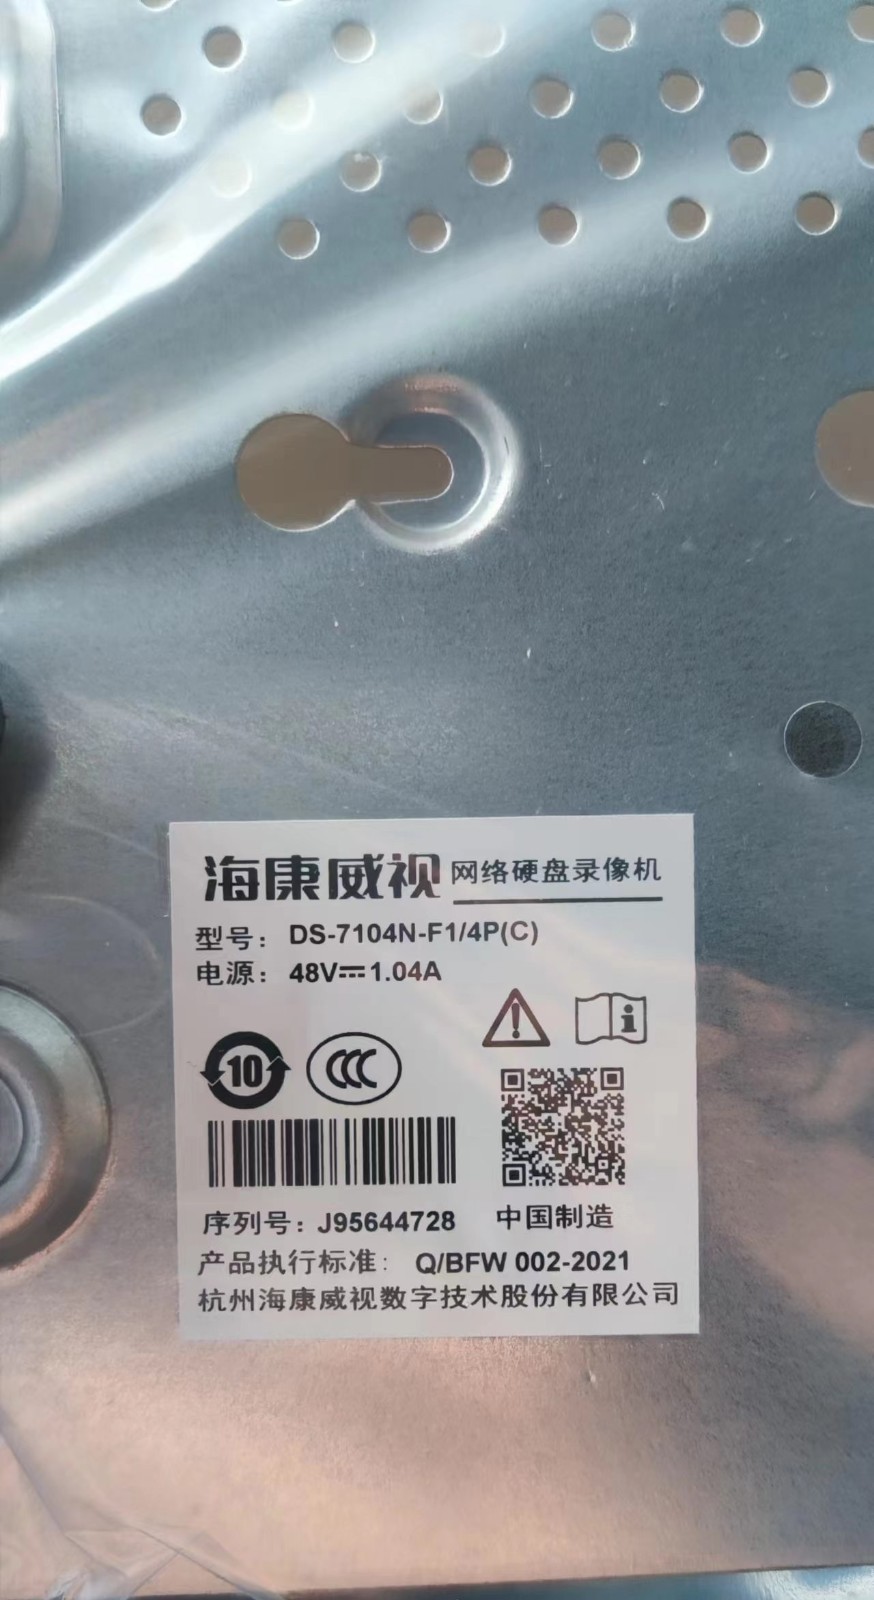 海康威视 网络硬盘录像机
型号: DS-7104N-F1/4P(C)
电源: 48V⎓1.04A
10 CCC
序列号: J95644728 中国制造
产品执行标准: Q/BFW 002-2021
杭州海康威视数字技术股份有限公司